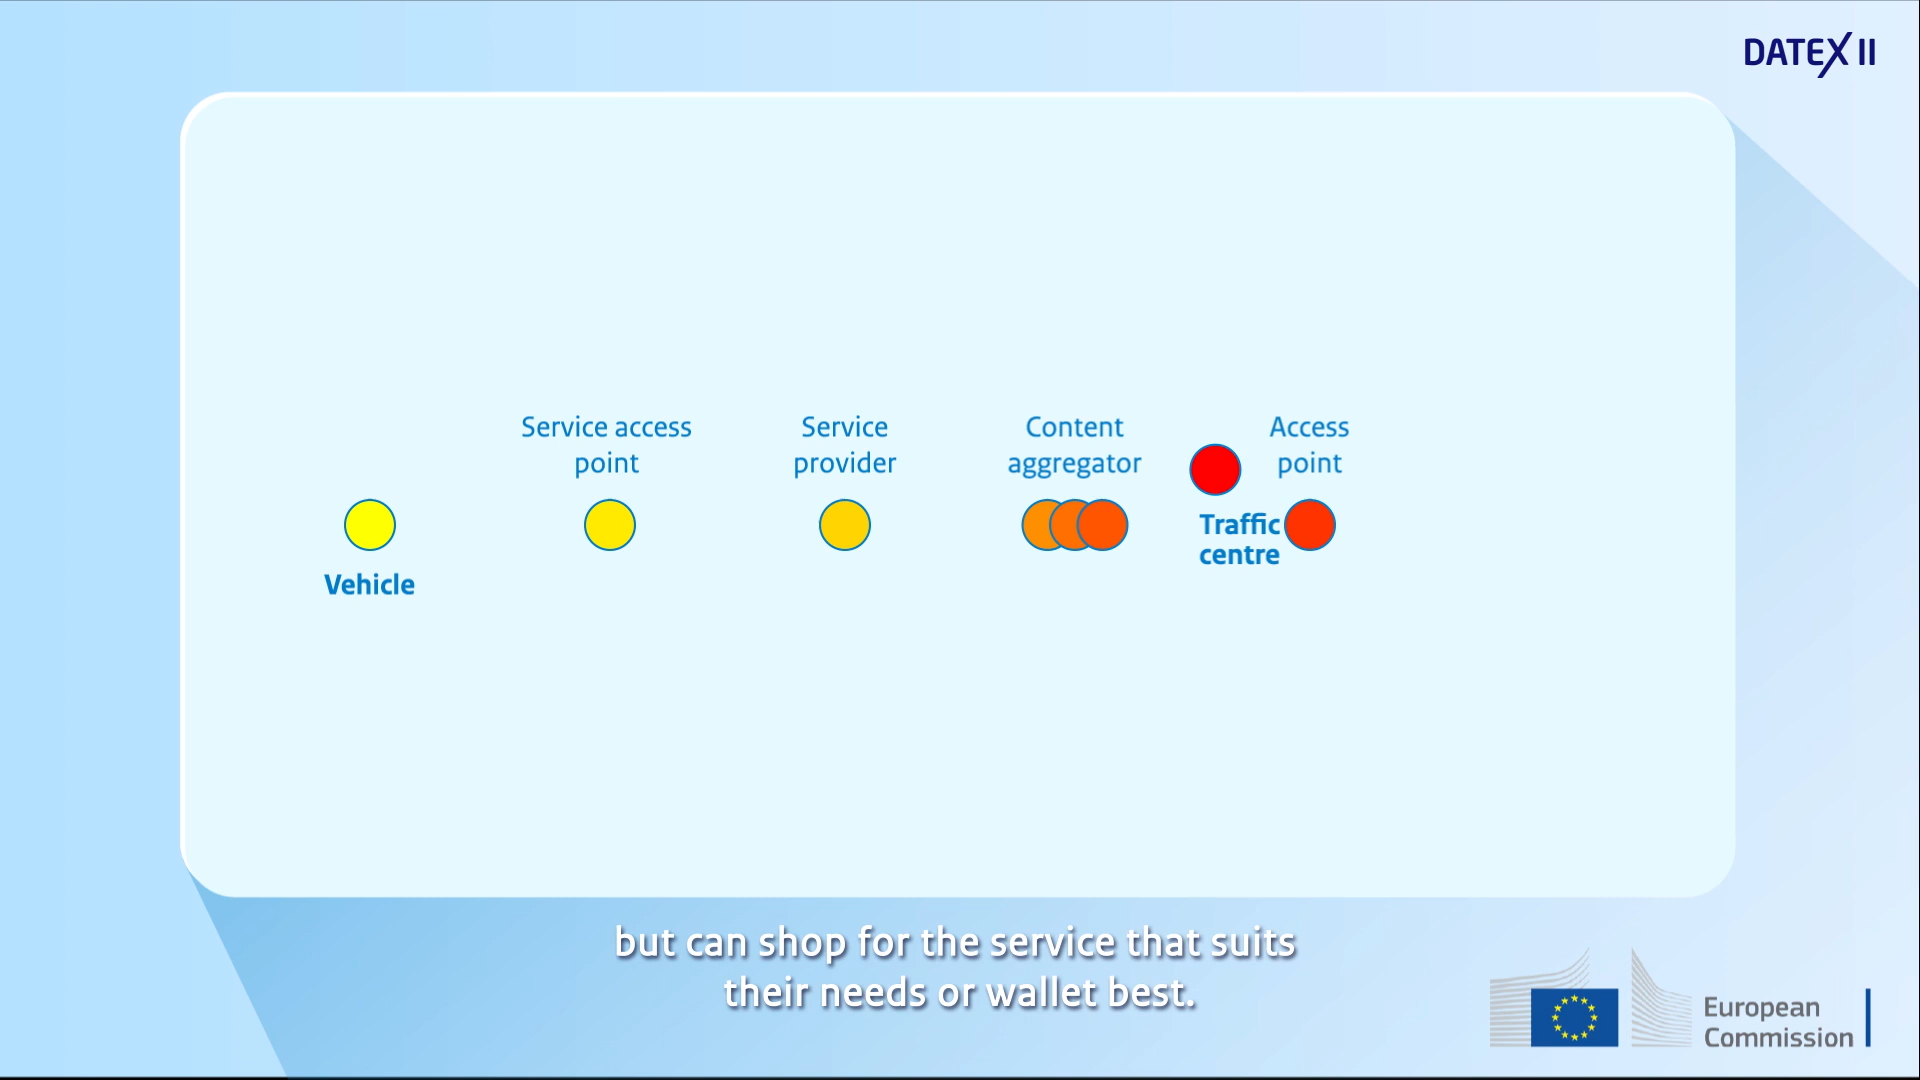 DATEX II
Service access
point
Service
provider
Content
aggregator
Access
point
Vehicle
Traffic
centre
but can shop for the service that suits
their needs or wallet best.
European
Commission